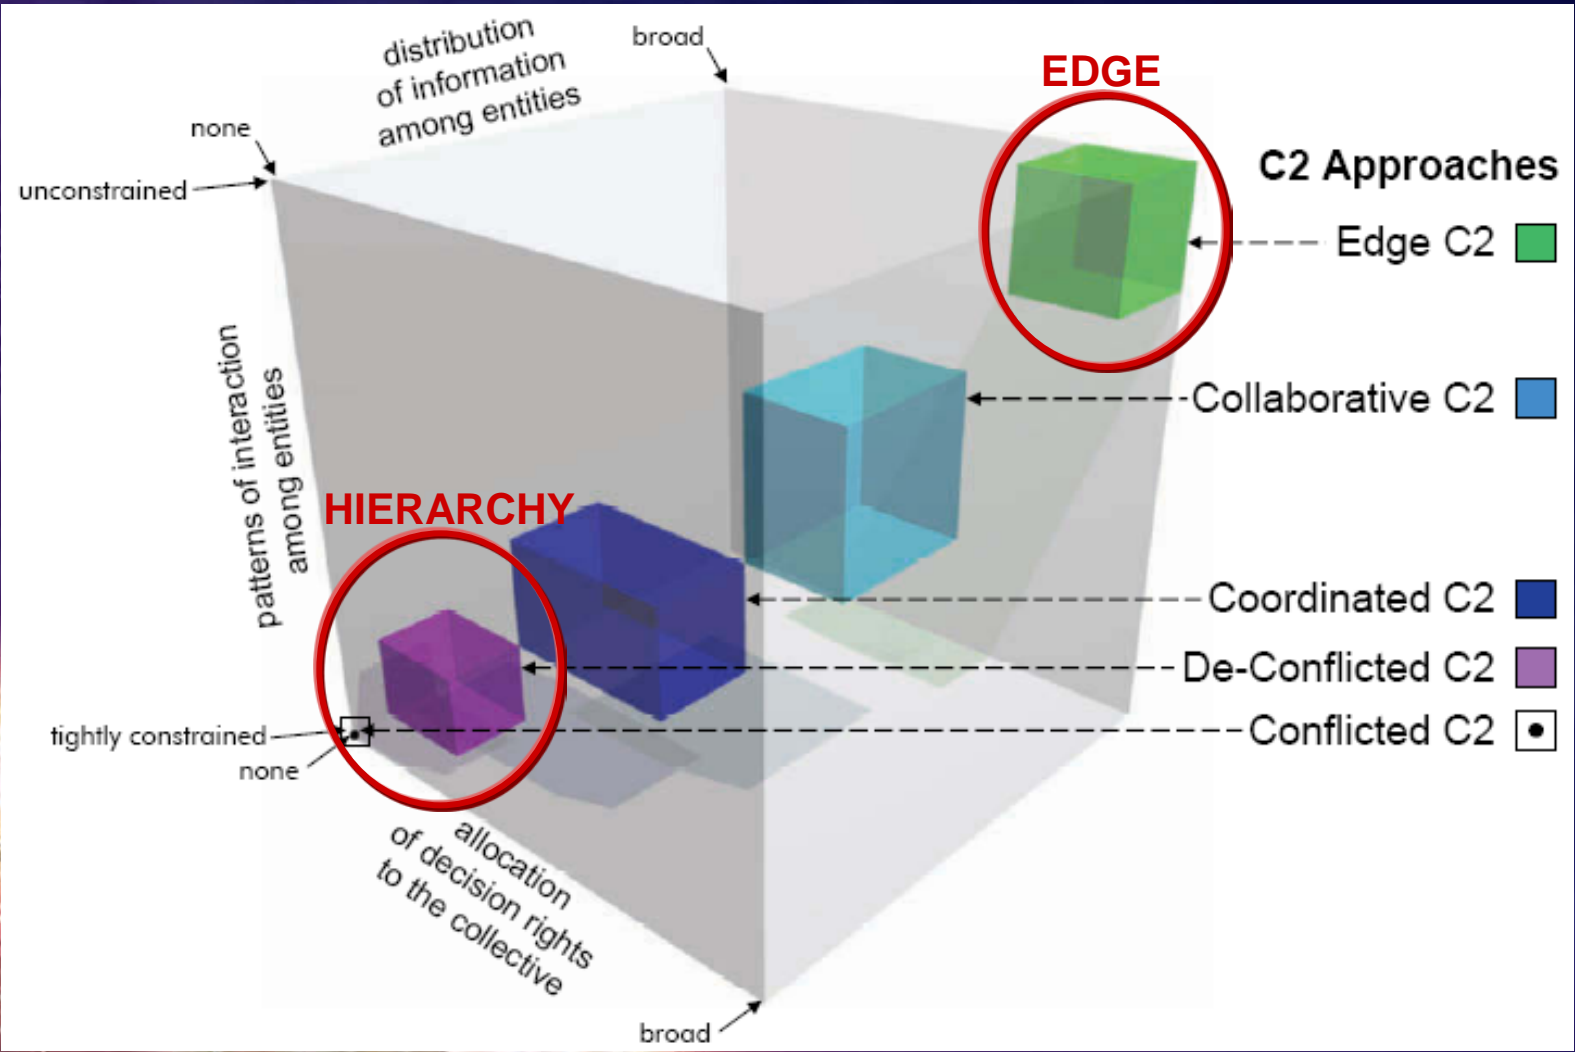 distribution
of information
among entities
broad
EDGE
none
unconstrained
C2 Approaches
Edge C2
Collaborative C2
patterns of interaction
among entities
HIERARCHY
Coordinated C2
De-Conflicted C2
Conflicted C2
tightly constrained
none
allocation
of decision rights
to the collective
broad